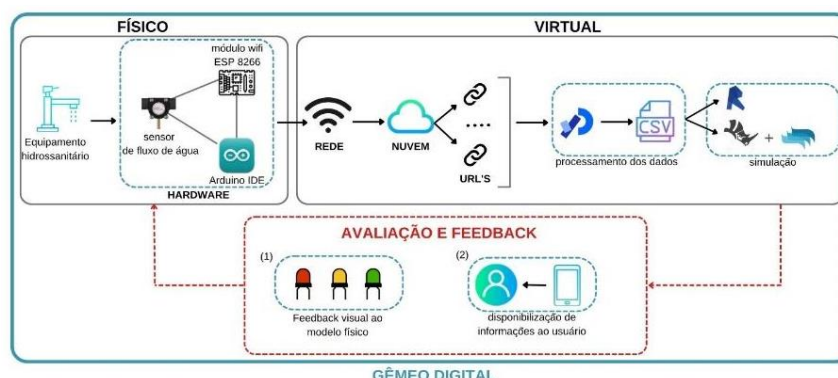 FÍSICO
VIRTUAL
módulo wifi
ESP 8266
Equipamento
hidrossanitário
sensor
de fluxo de água
Arduino IDE
HARDWARE
REDE
NUVEM
....
URL'S
CSV
processamento dos dados
+
simulação
AVALIAÇÃO E FEEDBACK
(1)
Feedback visual ao
modelo físico
(2)
disponibilização de
informações ao usuário
GÊMEO DIGITAL